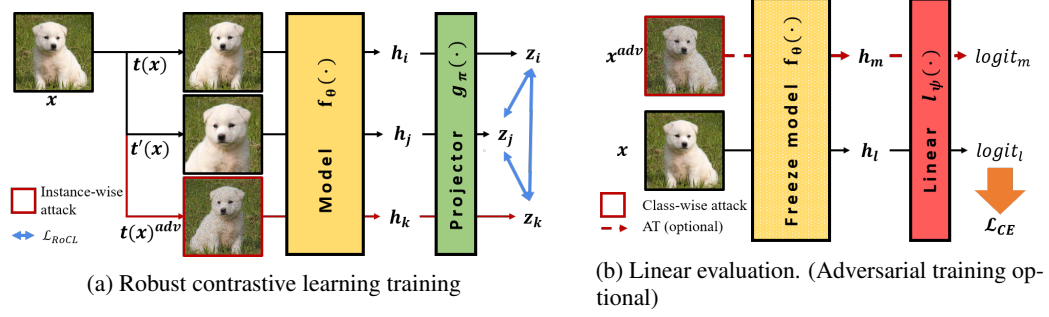 x
t(x)
t'(x)
t(x)^adv
Instance-wise
attack
ℒ_RoCL
Model f_θ(·)
h_i
h_j
h_k
Projector g_π(·)
z_i
z_j
z_k
(a) Robust contrastive learning training
x^adv
x
Class-wise attack
AT (optional)
Freeze model f_θ(·)
h_m
h_l
Linear l_ψ(·)
logit_m
logit_l
ℒ_CE
(b) Linear evaluation. (Adversarial training op-
tional)